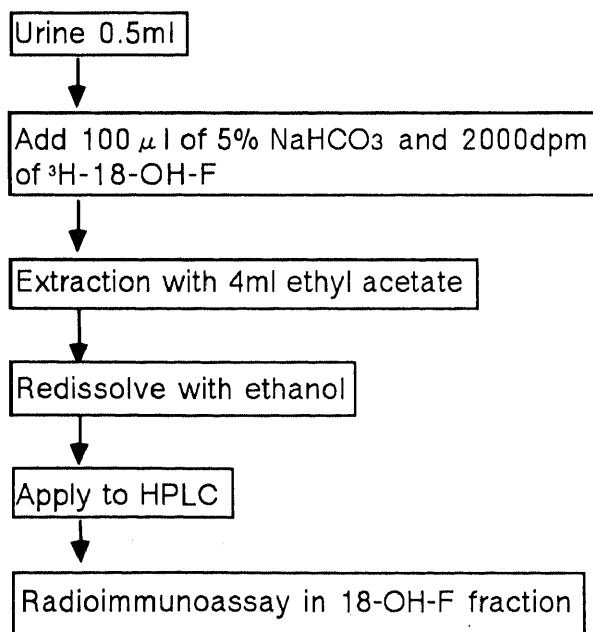 Urine 0.5ml
Add 100 μl of 5% NaHCO₃ and 2000dpm
of ³H-18-OH-F
Extraction with 4ml ethyl acetate
Redissolve with ethanol
Apply to HPLC
Radioimmunoassay in 18-OH-F fraction